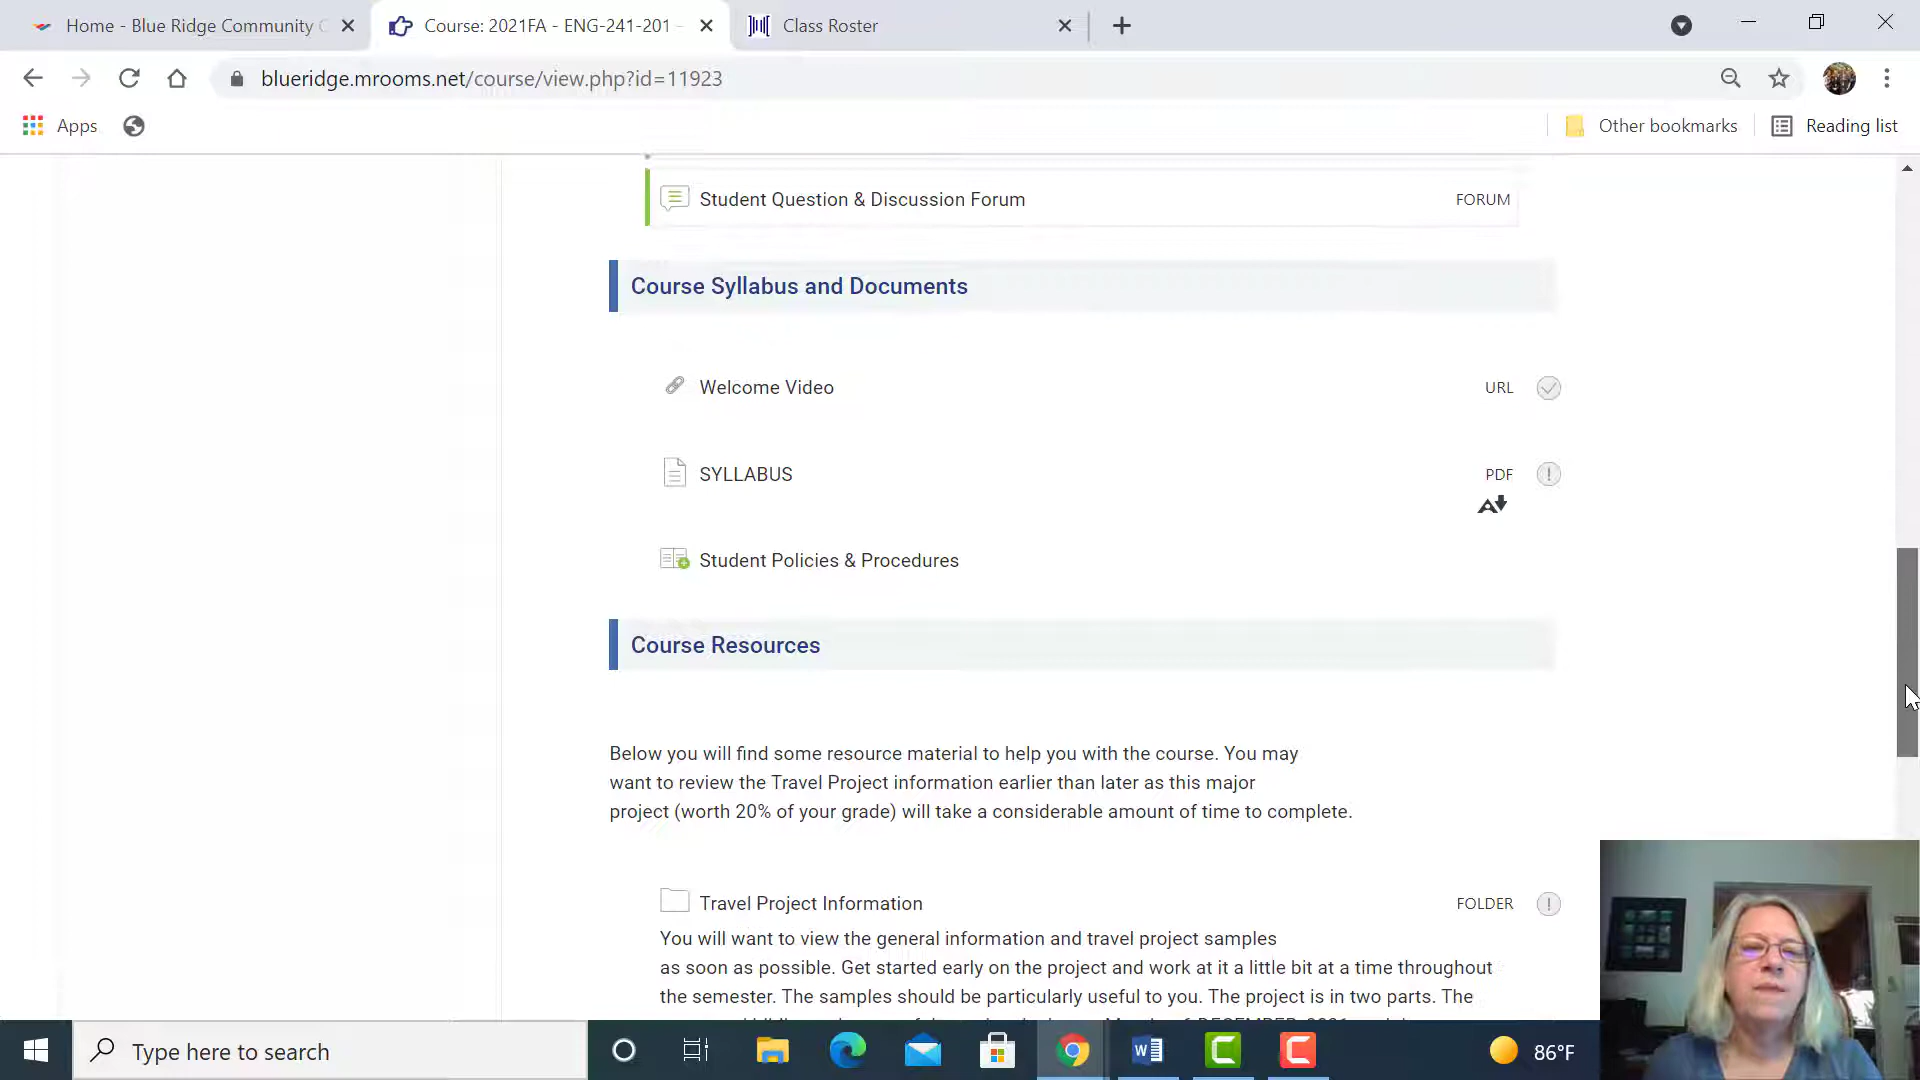 Home - Blue Ridge Community C
Course: 2021FA - ENG-241-201 -
Class Roster
blueridge.mrooms.net/course/view.php?id=11923
Apps
Other bookmarks
Reading list
Student Question & Discussion Forum
FORUM
Course Syllabus and Documents
Welcome Video
URL
SYLLABUS
PDF
Student Policies & Procedures
Course Resources
Below you will find some resource material to help you with the course. You may
want to review the Travel Project information earlier than later as this major
project (worth 20% of your grade) will take a considerable amount of time to complete.
Travel Project Information
FOLDER
You will want to view the general information and travel project samples
as soon as possible. Get started early on the project and work at it a little bit at a time throughout
the semester. The samples should be particularly useful to you. The project is in two parts. The
Type here to search
86°F